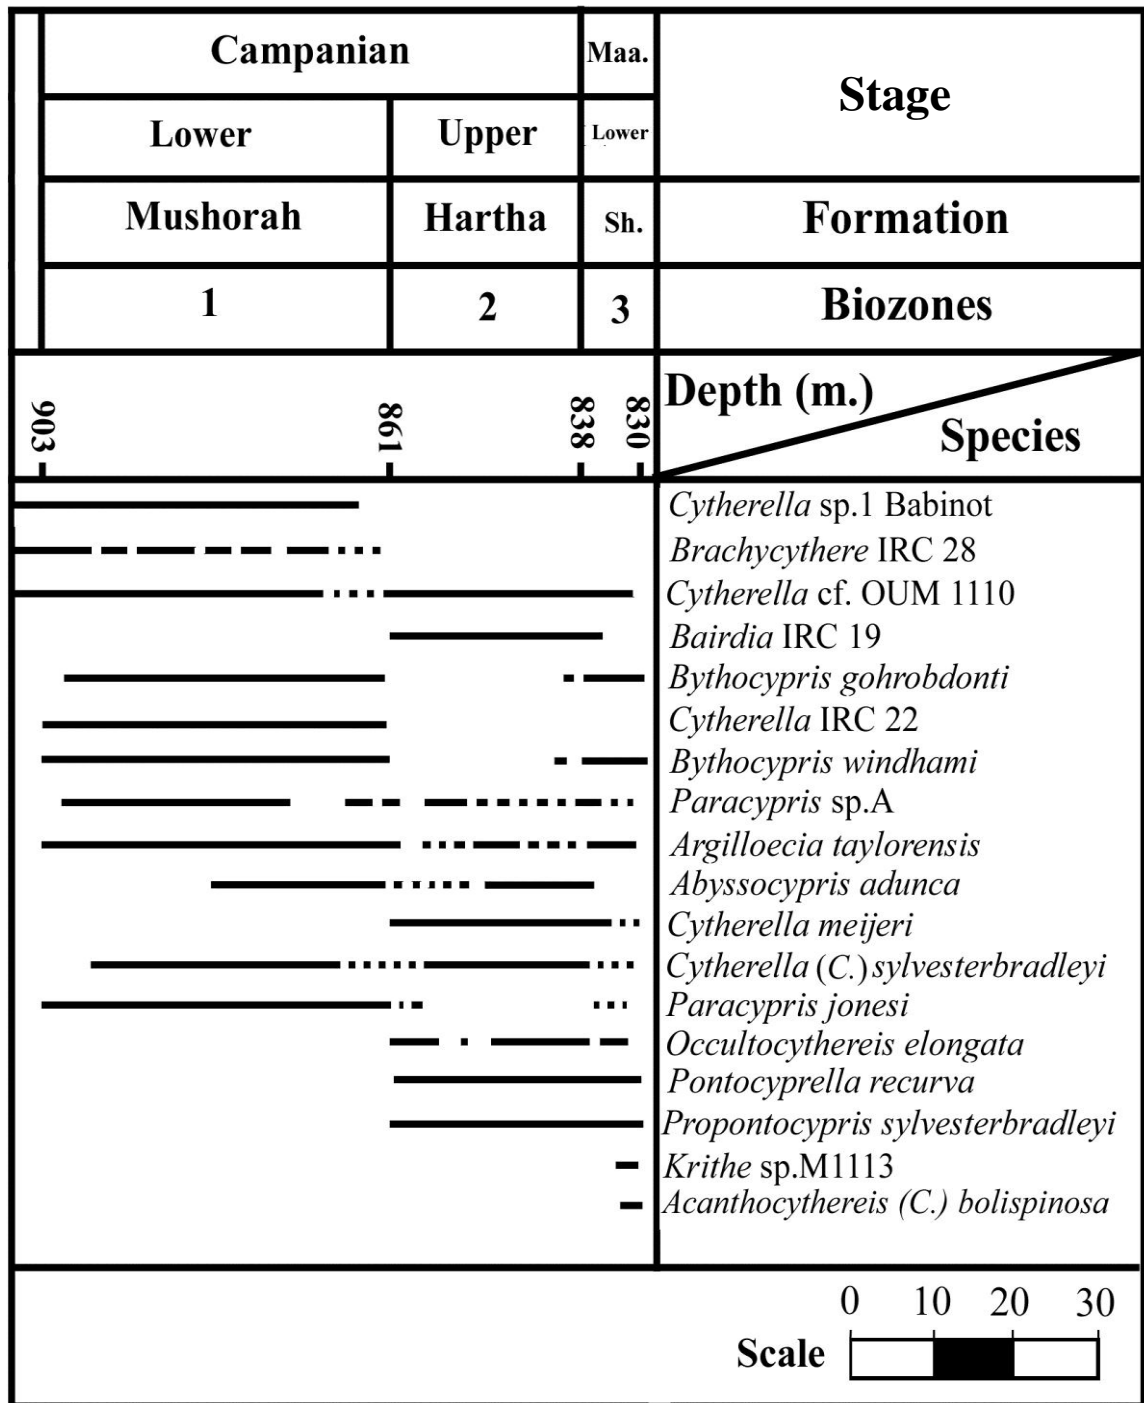 Campanian
Maa.
Stage
Lower
Upper
Lower
Mushorah
Hartha
Sh.
Formation
1
2
3
Biozones
903
861
838
830
Depth (m.)
Species
Cytherella sp.1 Babinot
Brachycythere IRC 28
Cytherella cf. OUM 1110
Bairdia IRC 19
Bythocypris gohrobdonti
Cytherella IRC 22
Bythocypris windhami
Paracypris sp.A
Argilloecia taylorensis
Abyssocypris adunca
Cytherella meijeri
Cytherella (C.) sylvesterbradleyi
Paracypris jonesi
Occultocythereis elongata
Pontocyprella recurva
Propontocypris sylvesterbradleyi
Krithe sp.M1113
Acanthocythereis (C.) bolispinosa
0 10 20 30
Scale